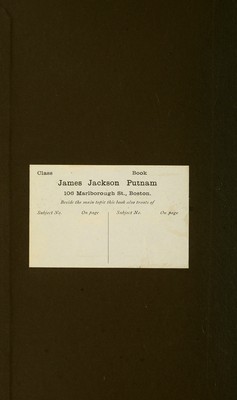 Class Book
James Jackson Putnam
106 Marlborough St., Boston.
Beside the main topic this book also treats of
Subject No. On page Subject No. On page